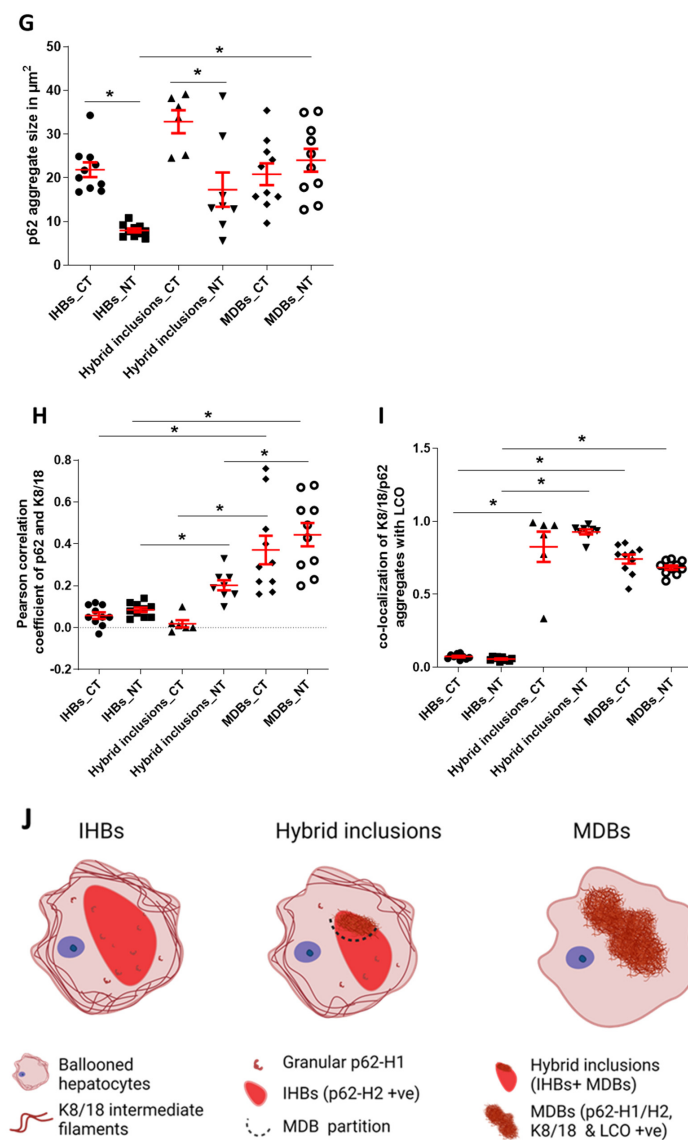 G
p62 aggregate size in µm²
50
40
30
20
10
0
*
*
*
IHBs_CT
IHBs_NT
Hybrid inclusions_CT
Hybrid inclusions_NT
MDBs_CT
MDBs_NT
H
Pearson correlation
coefficient of p62 and K8/18
0.8
0.6
0.4
0.2
0.0
-0.2
*
*
*
*
*
IHBs_CT
IHBs_NT
Hybrid inclusions_CT
Hybrid inclusions_NT
MDBs_CT
MDBs_NT
I
co-localization of K8/18/p62
aggregates with LCO
1.5
1.0
0.5
0.0
*
*
*
*
IHBs_CT
IHBs_NT
Hybrid inclusions_CT
Hybrid inclusions_NT
MDBs_CT
MDBs_NT
J
IHBs
Hybrid inclusions
MDBs
Ballooned
hepatocytes
K8/18 intermediate
filaments
Granular p62-H1
IHBs (p62-H2 +ve)
MDB partition
Hybrid inclusions
(IHBs+ MDBs)
MDBs (p62-H1/H2,
K8/18 & LCO +ve)